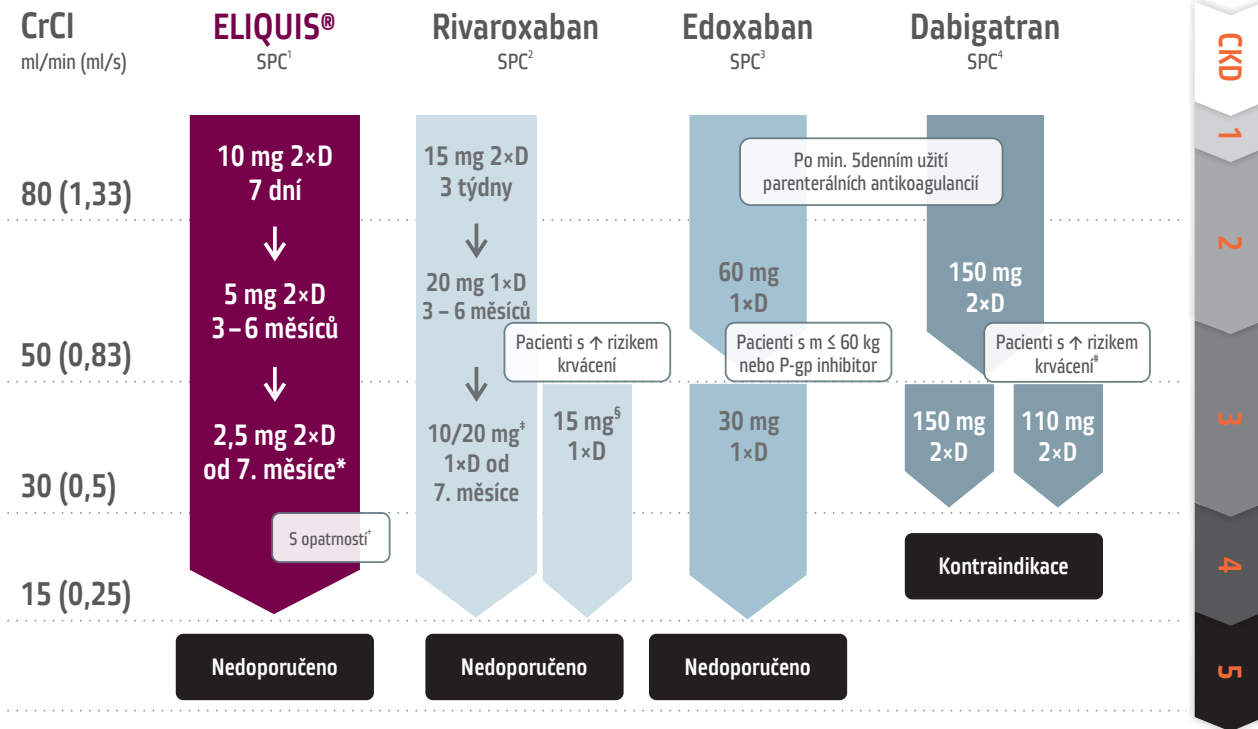 CrCl
ml/min (ml/s)
ELIQUIS®
SPC¹
Rivaroxaban
SPC²
Edoxaban
SPC³
Dabigatran
SPC⁴
CKD
1
2
3
4
5
80 (1,33)
50 (0,83)
30 (0,5)
15 (0,25)
10 mg 2×D
7 dní
↓
5 mg 2×D
3–6 měsíců
↓
2,5 mg 2×D
od 7. měsíce*
S opatrností†
Nedoporučeno
15 mg 2×D
3 týdny
↓
20 mg 1×D
3 – 6 měsíců
↓
10/20 mg‡
1×D od
7. měsíce
Pacienti s ↑ rizikem
krvácení
15 mg§
1×D
Nedoporučeno
Po min. 5denním užití
parenterálních antikoagulancií
60 mg
1×D
Pacienti s m ≤ 60 kg
nebo P-gp inhibitor
30 mg
1×D
Nedoporučeno
150 mg
2×D
Pacienti s ↑ rizikem
krvácení#
150 mg
2×D
110 mg
2×D
Kontraindikace